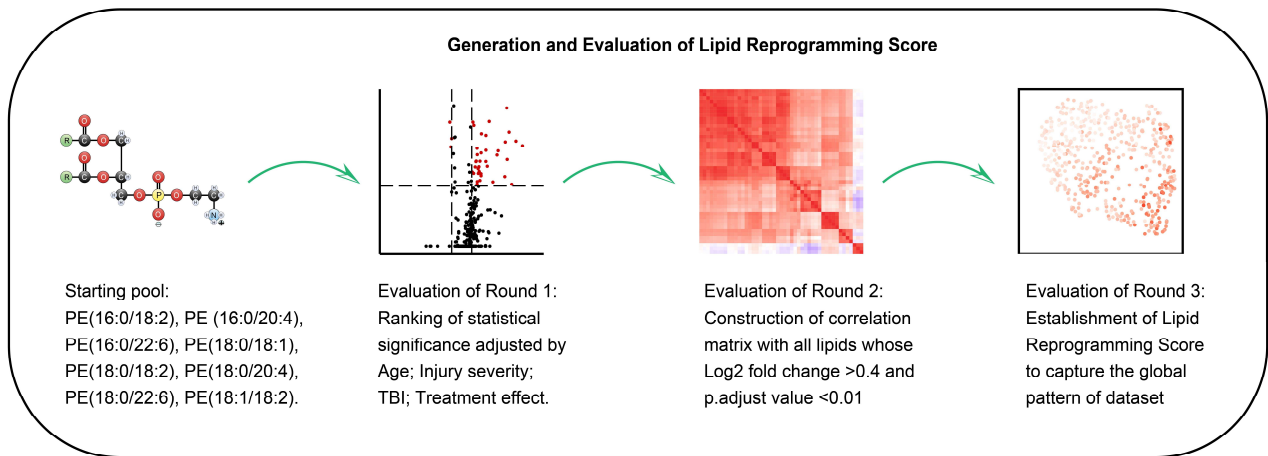 Generation and Evaluation of Lipid Reprogramming Score
O
H
R
C
O
C
H
O
R
C
O
C
H
O
H
C
O
P
O
C
C
H
H
H
H
O
H
N
H
⊖
+
Starting pool:
PE(16:0/18:2), PE (16:0/20:4),
PE(16:0/22:6), PE(18:0/18:1),
PE(18:0/18:2), PE(18:0/20:4),
PE(18:0/22:6), PE(18:1/18:2).
Evaluation of Round 1:
Ranking of statistical
significance adjusted by
Age; Injury severity;
TBI; Treatment effect.
Evaluation of Round 2:
Construction of correlation
matrix with all lipids whose
Log2 fold change >0.4 and
p.adjust value <0.01
Evaluation of Round 3:
Establishment of Lipid
Reprogramming Score
to capture the global
pattern of dataset